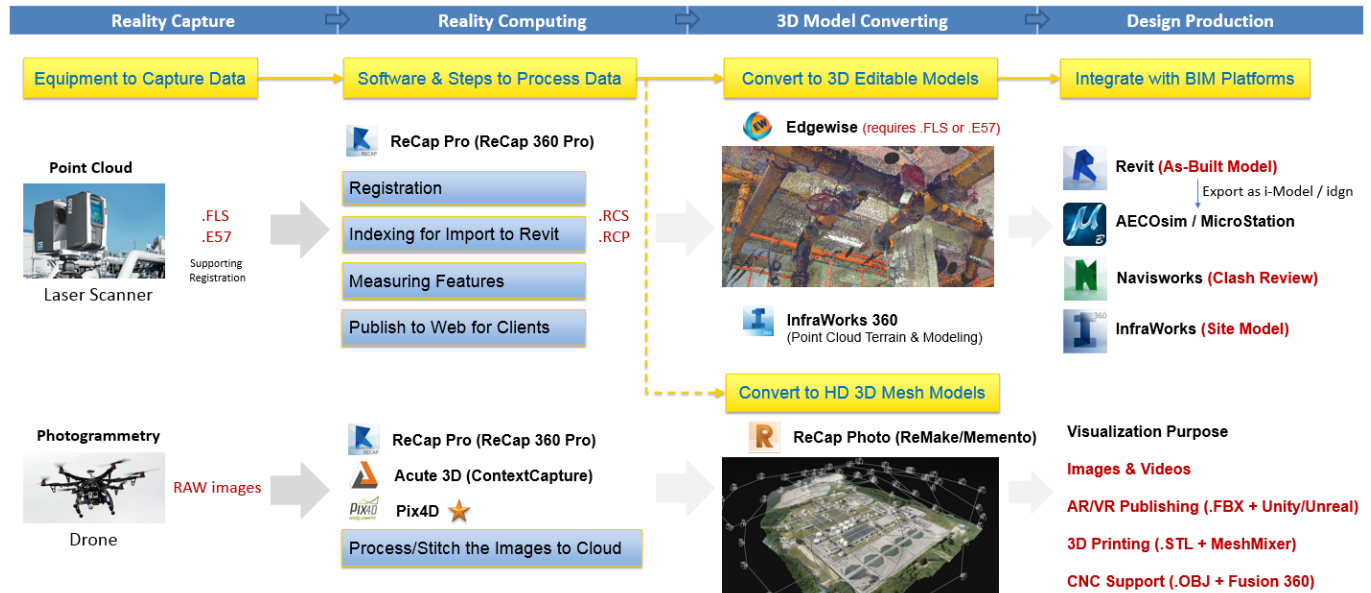 Reality Capture
Reality Computing
3D Model Converting
Design Production
Equipment to Capture Data
Software & Steps to Process Data
Convert to 3D Editable Models
Integrate with BIM Platforms
Point Cloud
Laser Scanner
.FLS
.E57
Supporting
Registration
RECAP
ReCap Pro (ReCap 360 Pro)
Registration
Indexing for Import to Revit
Measuring Features
Publish to Web for Clients
.RCS
.RCP
EW
Edgewise (requires .FLS or .E57)
InfraWorks 360
(Point Cloud Terrain & Modeling)
Revit (As-Built Model)
Export as i-Model / idgn
AECOsim / MicroStation
B
Navisworks (Clash Review)
360
InfraWorks (Site Model)
Convert to HD 3D Mesh Models
Photogrammetry
Drone
RAW images
RECAP
ReCap Pro (ReCap 360 Pro)
Acute 3D (ContextCapture)
PIX4D
Pix4D
Process/Stitch the Images to Cloud
ReCap Photo (ReMake/Memento)
Visualization Purpose
Images & Videos
AR/VR Publishing (.FBX + Unity/Unreal)
3D Printing (.STL + MeshMixer)
CNC Support (.OBJ + Fusion 360)